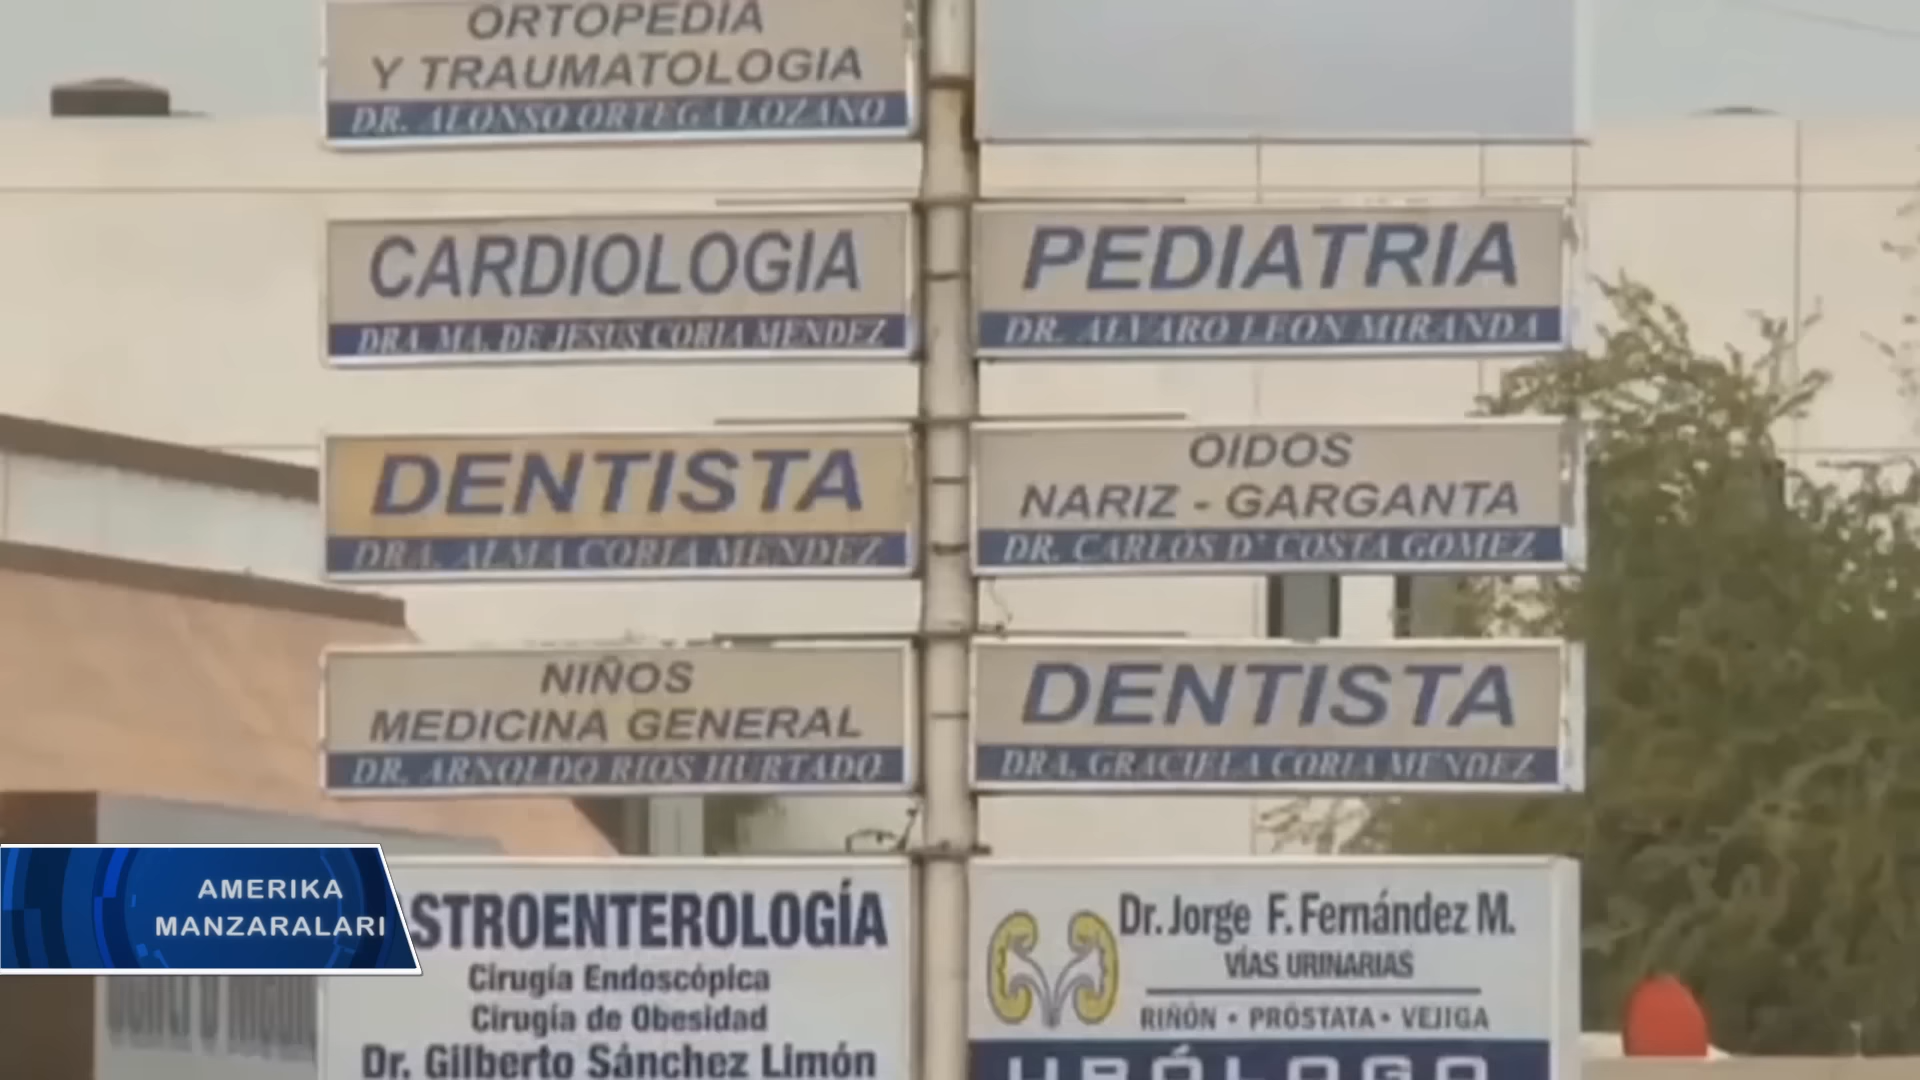 ORTOPEDIA
Y TRAUMATOLOGIA
DR. ALONSO ORTEGA LOZANO
CARDIOLOGIA
DRA. MA. DE JESUS CORIA MENDEZ
PEDIATRIA
DR. ALVARO LEON MIRANDA
DENTISTA
DRA. ALMA CORIA MENDEZ
OIDOS
NARIZ - GARGANTA
DR. CARLOS D' COSTA GOMEZ
NIÑOS
MEDICINA GENERAL
DR. ARNOLDO RIOS HURTADO
DENTISTA
DRA. GRACIELA CORIA MENDEZ
AMERIKA
MANZARALARI
ASTROENTEROLOGÍA
Cirugía Endoscópica
Cirugía de Obesidad
Dr. Gilberto Sánchez Limón
Dr. Jorge F. Fernández M.
VÍAS URINARIAS
RIÑÓN • PRÓSTATA • VEJIGA
URÓLOGO